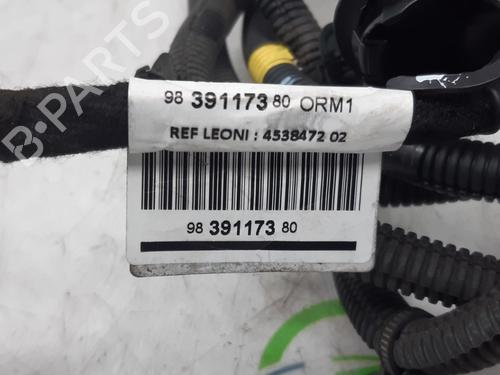 98 391173 80 ORM1
REF LEONI : 4538472 02
98 391173 80
B-PARTS